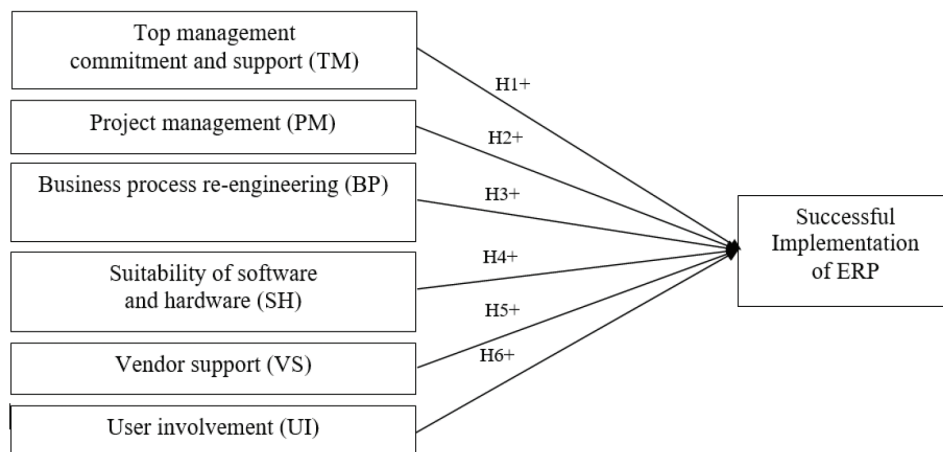 Top management
commitment and support (TM)
H1+
Project management (PM)
H2+
Business process re-engineering (BP)
H3+
Successful
Implementation
of ERP
Suitability of software
and hardware (SH)
H4+
H5+
Vendor support (VS)
H6+
User involvement (UI)